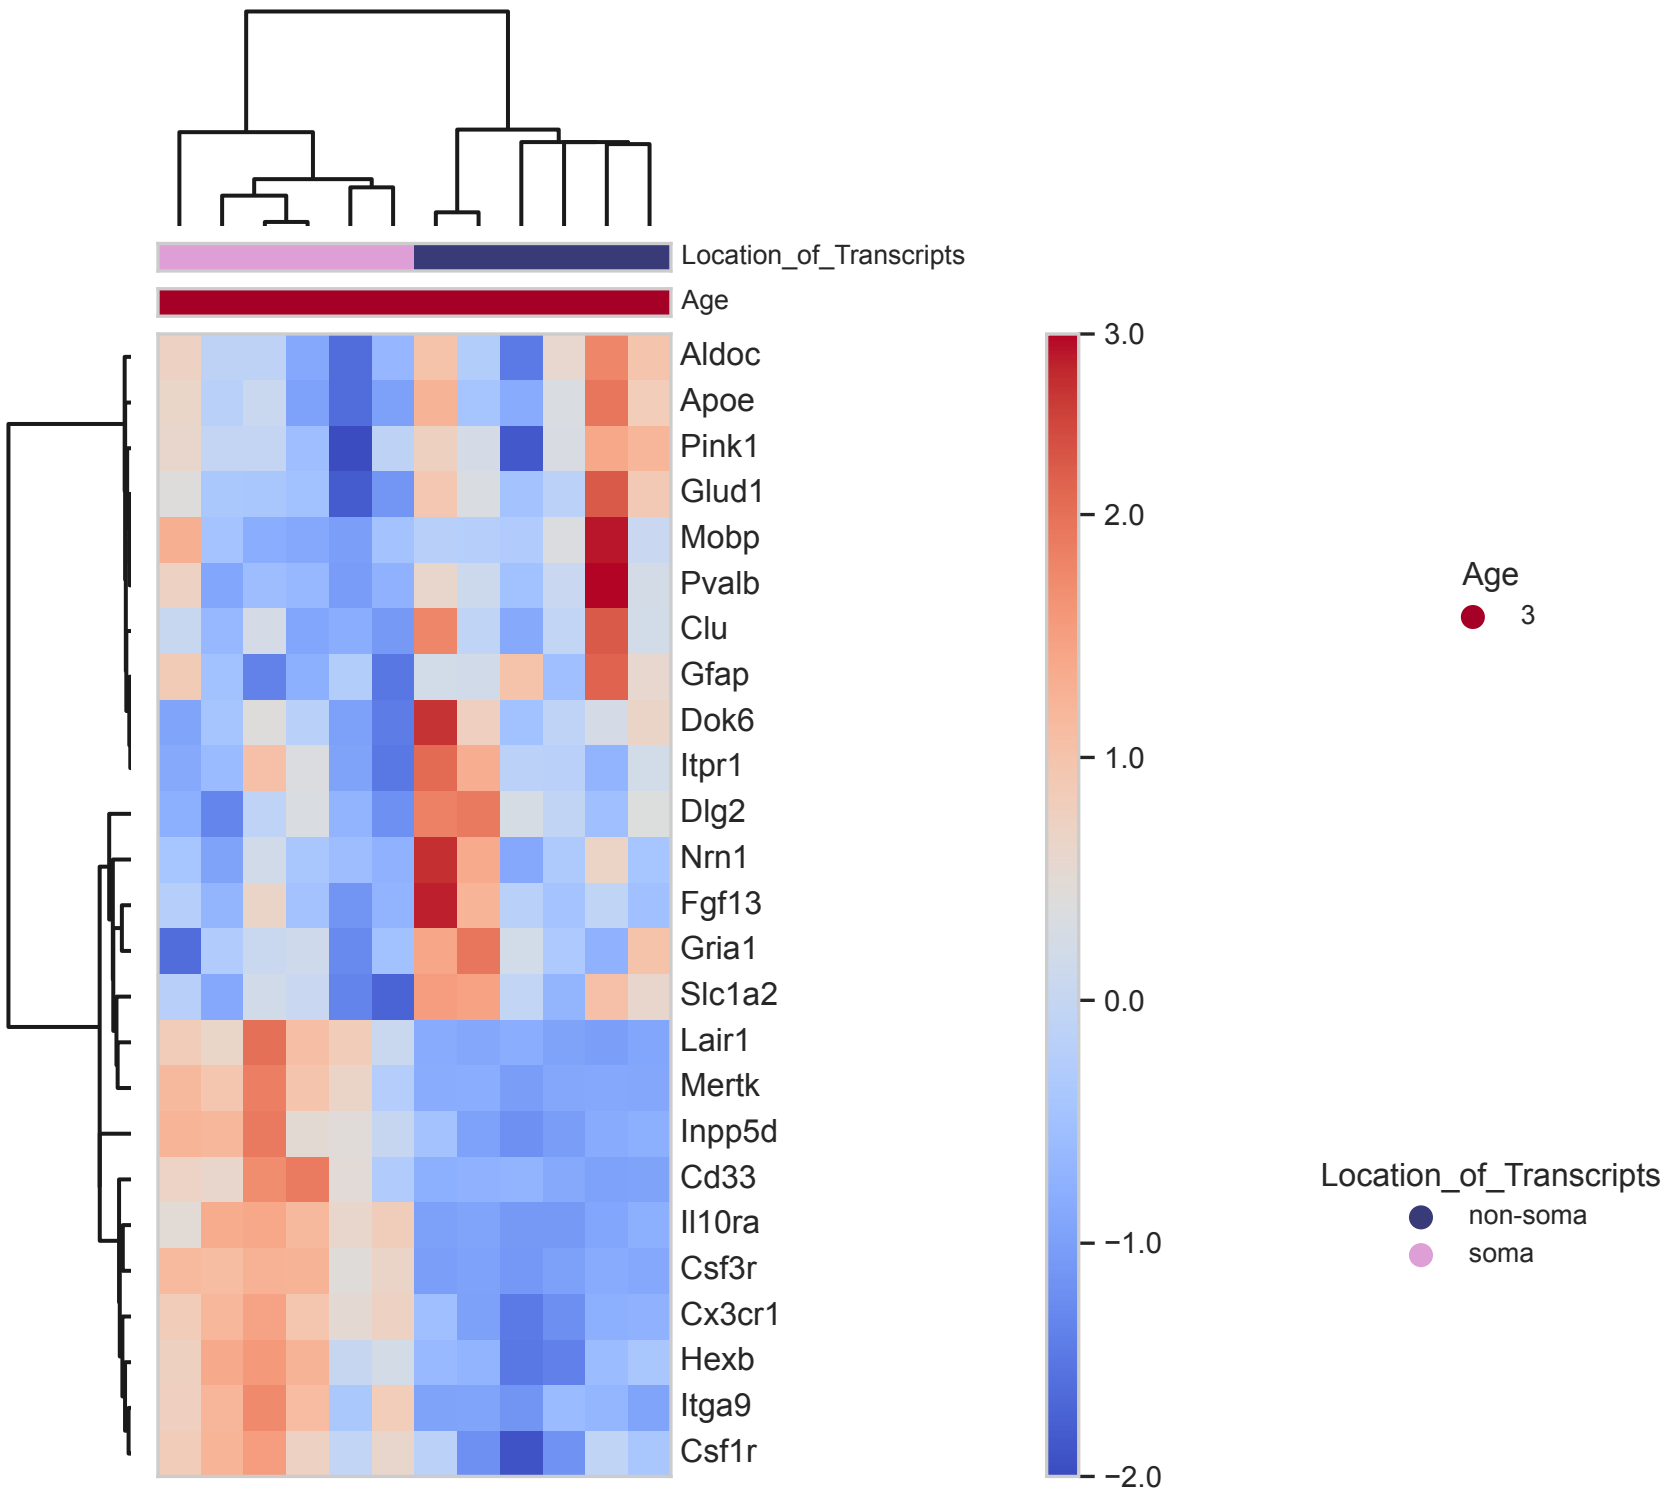 Location_of_Transcripts
Age
Aldoc
Apoe
Pink1
Glud1
Mobp
Pvalb
Clu
Gfap
Dok6
Itpr1
Dlg2
Nrn1
Fgf13
Gria1
Slc1a2
Lair1
Mertk
Inpp5d
Cd33
Il10ra
Csf3r
Cx3cr1
Hexb
Itga9
Csf1r
3.0
2.0
1.0
0.0
−1.0
−2.0
Age
3
Location_of_Transcripts
non-soma
soma